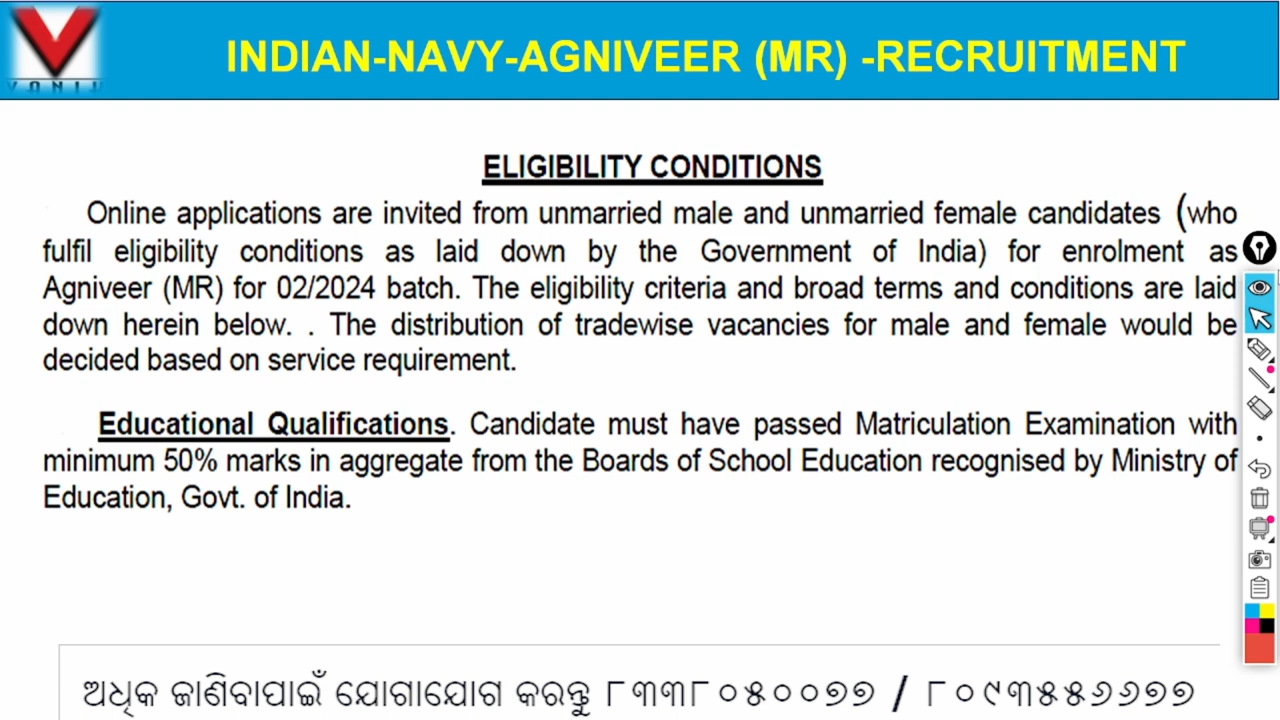 VANIK
INDIAN-NAVY-AGNIVEER (MR) -RECRUITMENT
ELIGIBILITY CONDITIONS
Online applications are invited from unmarried male and unmarried female candidates (who
fulfil eligibility conditions as laid down by the Government of India) for enrolment as
Agniveer (MR) for 02/2024 batch. The eligibility criteria and broad terms and conditions are laid
down herein below. . The distribution of tradewise vacancies for male and female would be
decided based on service requirement.
Educational Qualifications. Candidate must have passed Matriculation Examination with
minimum 50% marks in aggregate from the Boards of School Education recognised by Ministry of
Education, Govt. of India.
ଅଧିକ ଜାଣିବାପାଇଁ ଯୋଗାଯୋଗ କରନ୍ତୁ ୮୩୩୮୦୫୦୦୭୭ / ୮୦୯୩୫୫୬୬୭୭